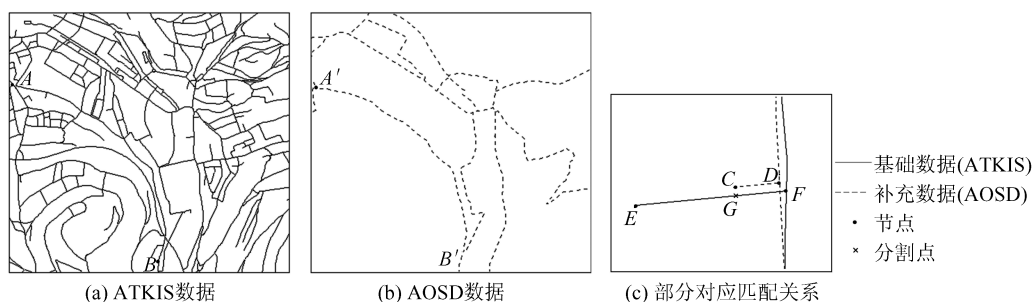 A
B
A′
B′
C
D
E
F
G
基础数据(ATKIS)
补充数据(AOSD)
节点
分割点
(a) ATKIS数据
(b) AOSD数据
(c) 部分对应匹配关系